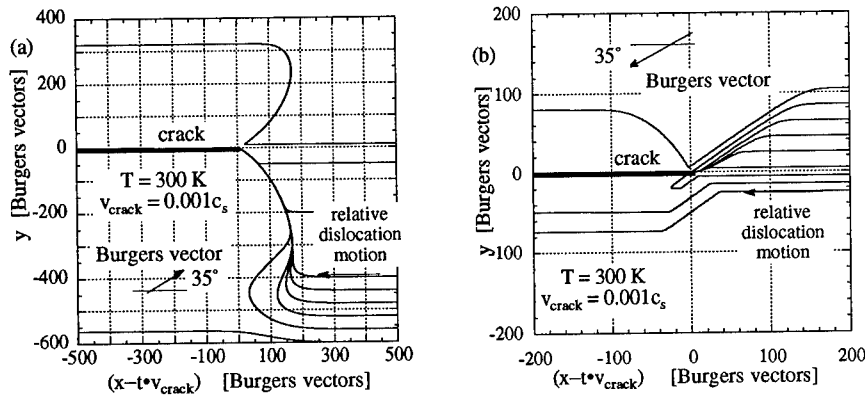 (a)
400
200
0
-200
-400
-600
y [Burgers vectors]
crack
T = 300 K
v_crack = 0.001c_s
Burgers vector
35°
relative
dislocation
motion
-500 -300 -100 100 300 500
(x–t•v_crack) [Burgers vectors]
(b)
200
100
0
-100
-200
y [Burgers vectors]
35°
Burgers vector
crack
relative
dislocation
motion
T = 300 K
v_crack = 0.001c_s
-200 -100 0 100 200
(x–t•v_crack) [Burgers vectors]